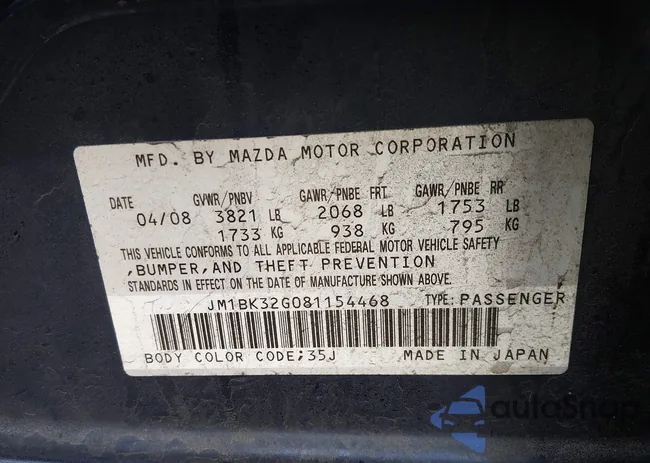 MFD. BY MAZDA MOTOR CORPORATION
DATE GVWR/PNBV GAWR/PNBE FRT GAWR/PNBE RR
04/08 3821 LB 2068 LB 1753 LB
1733 KG 938 KG 795 KG
THIS VEHICLE CONFORMS TO ALL APPLICABLE FEDERAL MOTOR VEHICLE SAFETY
,BUMPER,AND THEFT PREVENTION
STANDARDS IN EFFECT ON THE DATE OF MANUFACTURE SHOWN ABOVE.
JM1BK32G081154468 TYPE: PASSENGER
BODY COLOR CODE;35J MADE IN JAPAN
autoSnap